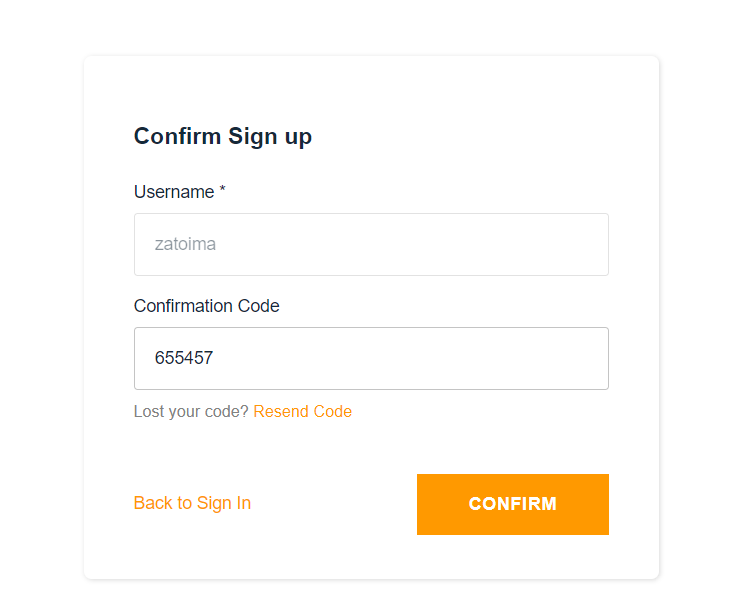 Confirm Sign up
Username *
zatoima
Confirmation Code
655457
Lost your code? Resend Code
Back to Sign In
CONFIRM